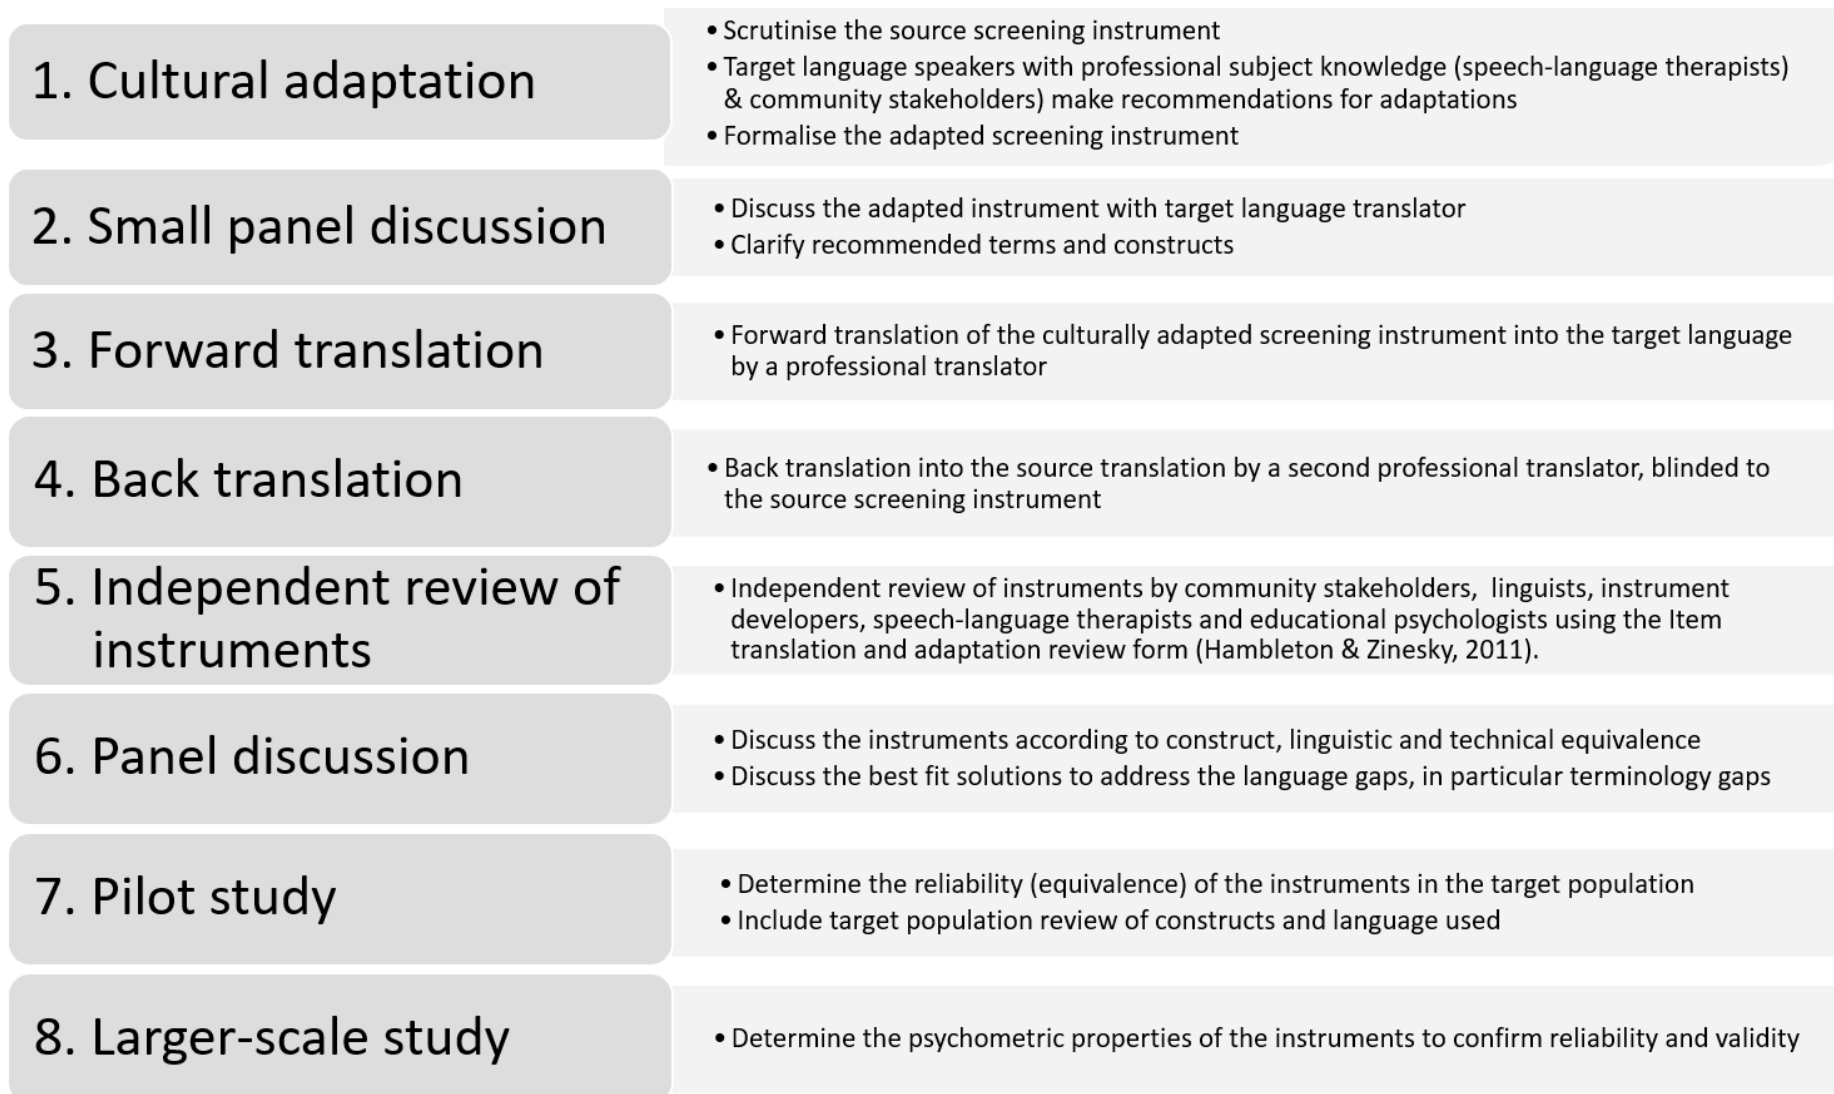 1. Cultural adaptation
• Scrutinise the source screening instrument
• Target language speakers with professional subject knowledge (speech-language therapists)
& community stakeholders) make recommendations for adaptations
• Formalise the adapted screening instrument
2. Small panel discussion
• Discuss the adapted instrument with target language translator
• Clarify recommended terms and constructs
3. Forward translation
• Forward translation of the culturally adapted screening instrument into the target language
by a professional translator
4. Back translation
• Back translation into the source translation by a second professional translator, blinded to
the source screening instrument
5. Independent review of
instruments
• Independent review of instruments by community stakeholders, linguists, instrument
developers, speech-language therapists and educational psychologists using the Item
translation and adaptation review form (Hambleton & Zinesky, 2011).
6. Panel discussion
• Discuss the instruments according to construct, linguistic and technical equivalence
• Discuss the best fit solutions to address the language gaps, in particular terminology gaps
7. Pilot study
• Determine the reliability (equivalence) of the instruments in the target population
• Include target population review of constructs and language used
8. Larger-scale study
• Determine the psychometric properties of the instruments to confirm reliability and validity